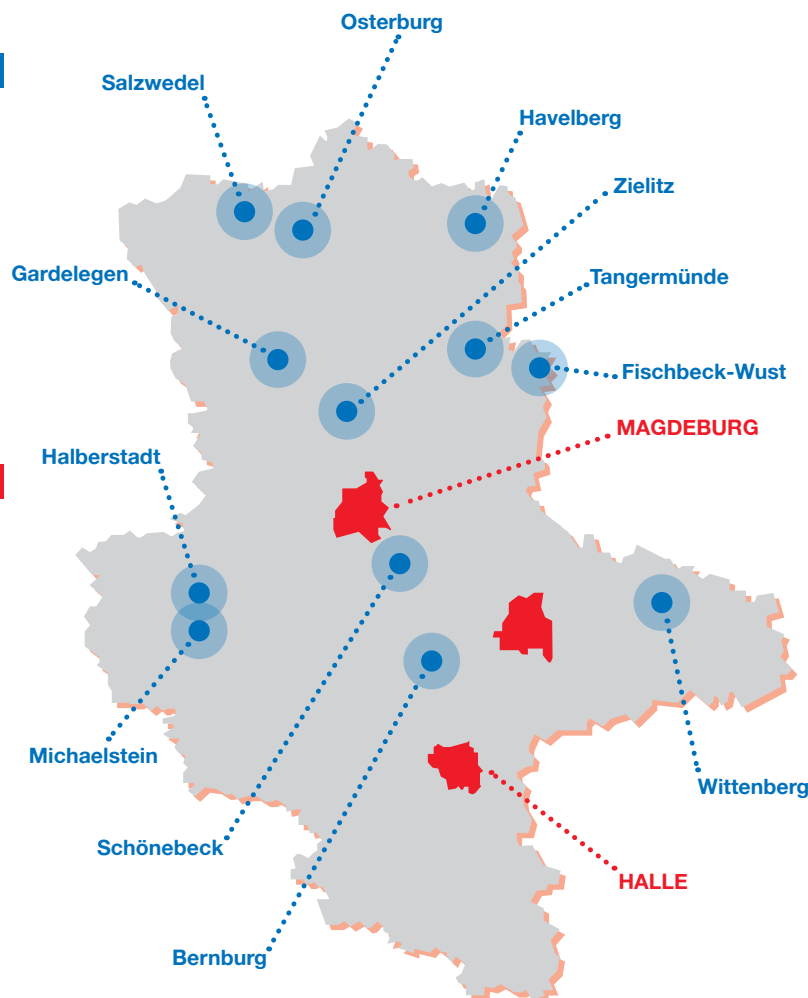 Osterburg
Salzwedel
Havelberg
Zielitz
Gardelegen
Tangermünde
Fischbeck-Wust
MAGDEBURG
Halberstadt
Michaelstein
Wittenberg
Schönebeck
HALLE
Bernburg